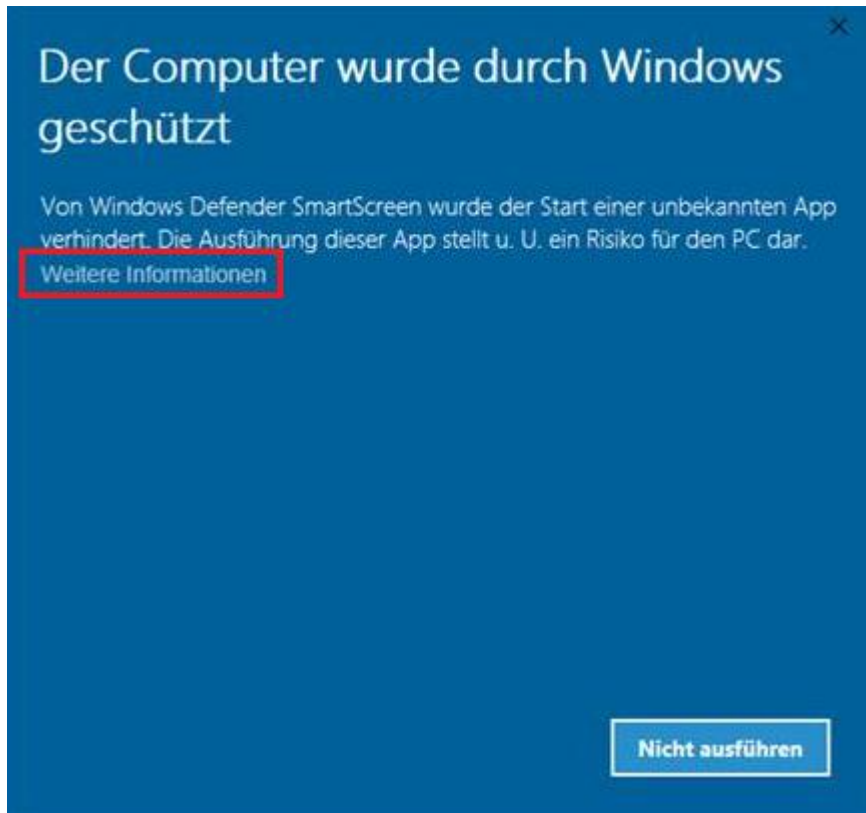 Der Computer wurde durch Windows
geschützt
Von Windows Defender SmartScreen wurde der Start einer unbekannten App
verhindert. Die Ausführung dieser App stellt u. U. ein Risiko für den PC dar.
Weitere Informationen
Nicht ausführen